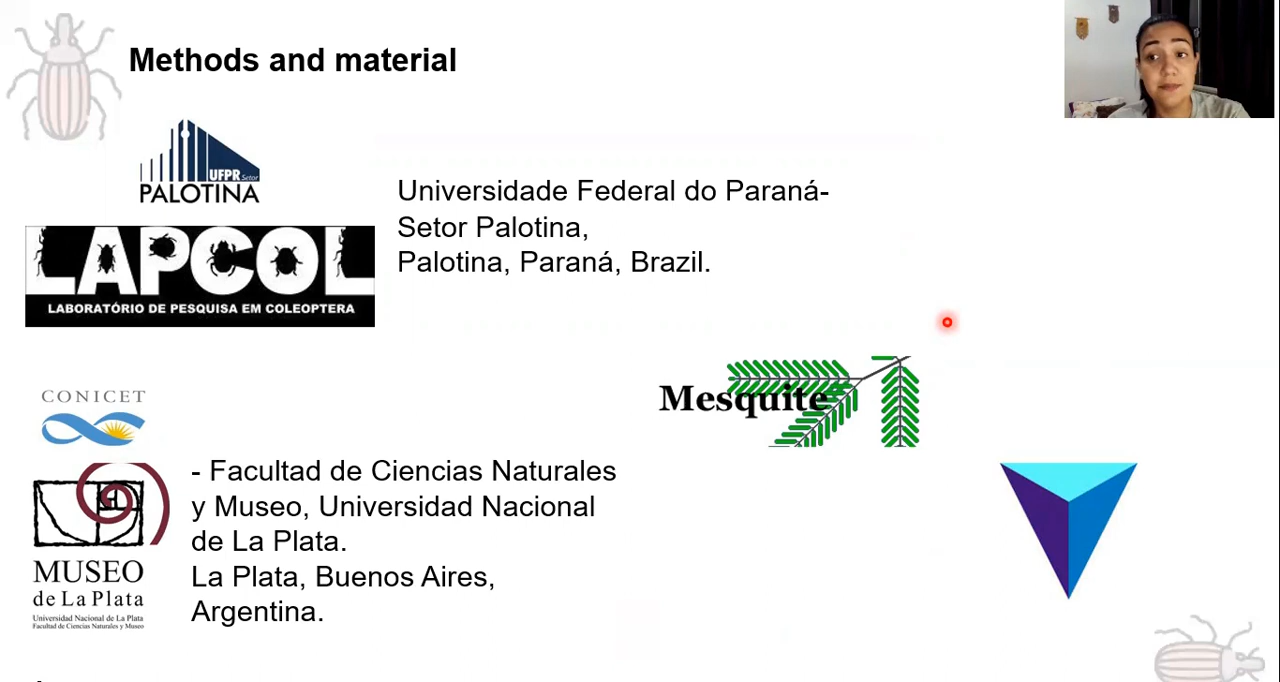 Methods and material
UFPR Setor
PALOTINA
Universidade Federal do Paraná-
Setor Palotina,
Palotina, Paraná, Brazil.
LAPCOL
LABORATÓRIO DE PESQUISA EM COLEOPTERA
CONICET
Mesquite
- Facultad de Ciencias Naturales
y Museo, Universidad Nacional
de La Plata.
La Plata, Buenos Aires,
Argentina.
MUSEO
de La Plata
Universidad Nacional de La Plata
Facultad de Ciencias Naturales y Museo